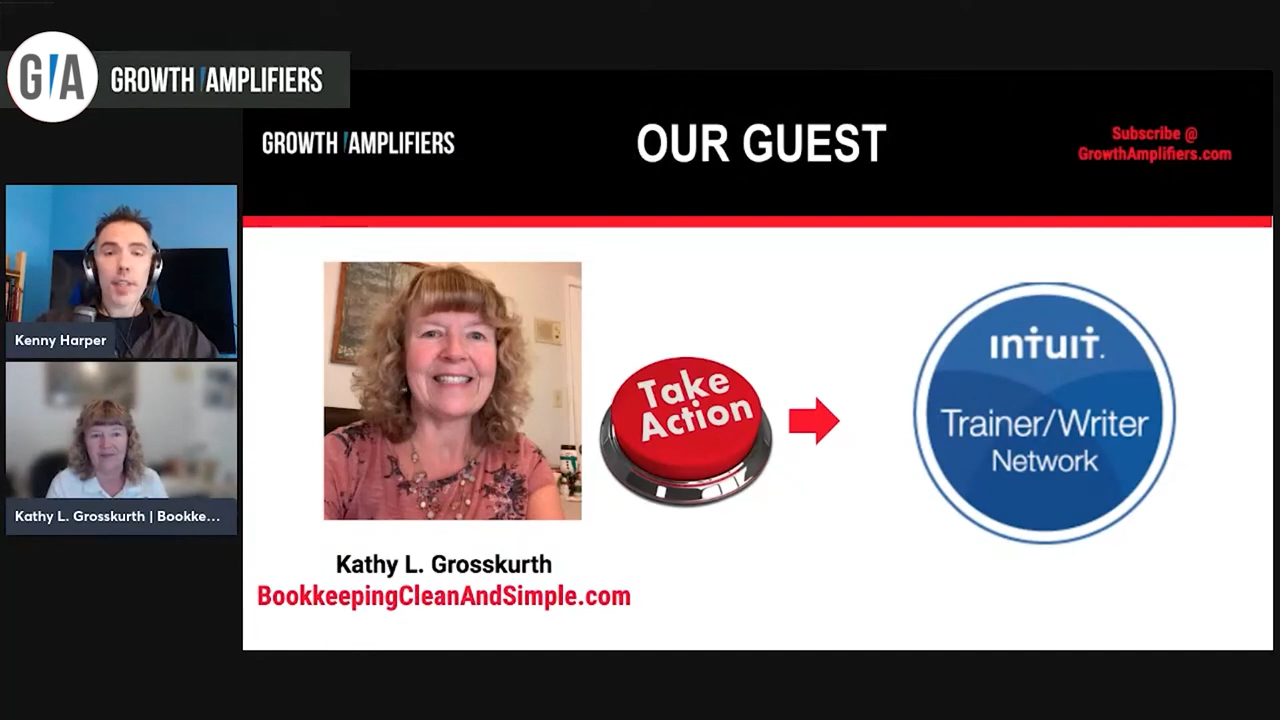 G/A GROWTH AMPLIFIERS
GROWTH AMPLIFIERS
OUR GUEST
Subscribe @
GrowthAmplifiers.com
Kenny Harper
Kathy L. Grosskurth | Bookke...
Take
Action
intuit.
Trainer/Writer
Network
Kathy L. Grosskurth
BookkeepingCleanAndSimple.com